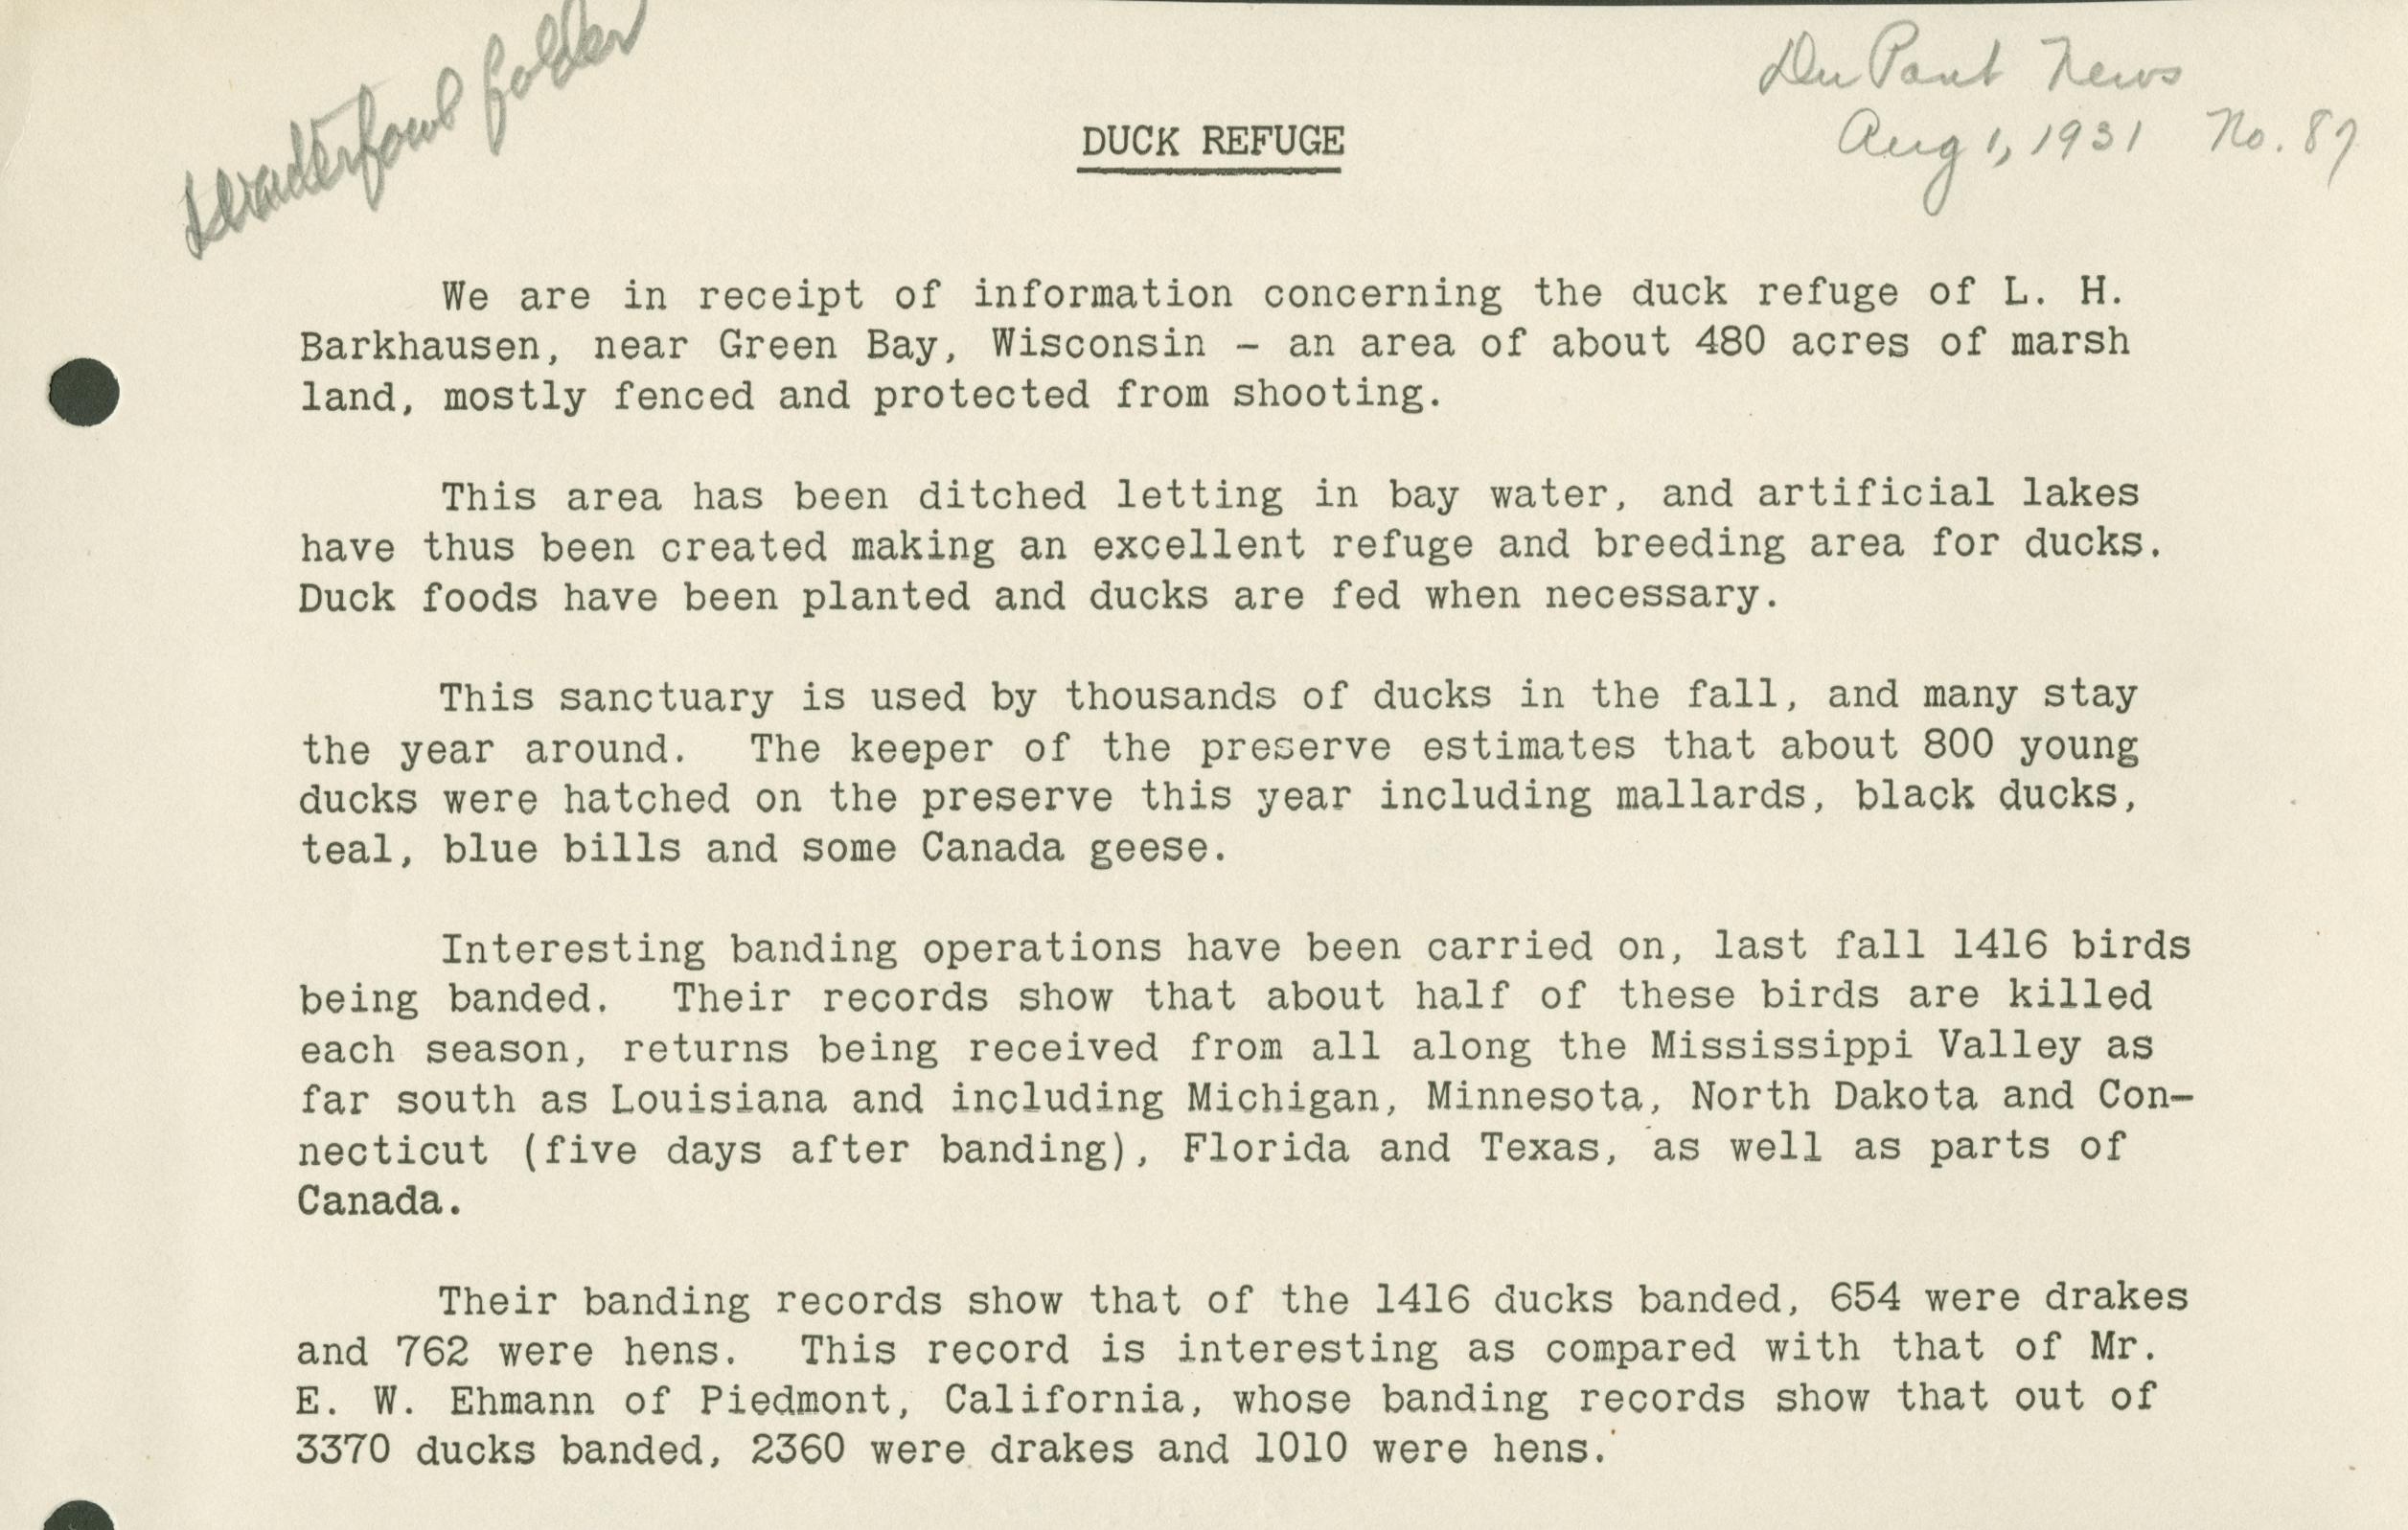 Waterfowl folder
Du Pont News
Aug 1, 1931 No. 87
DUCK REFUGE
We are in receipt of information concerning the duck refuge of L. H.
Barkhausen, near Green Bay, Wisconsin - an area of about 480 acres of marsh
land, mostly fenced and protected from shooting.
This area has been ditched letting in bay water, and artificial lakes
have thus been created making an excellent refuge and breeding area for ducks.
Duck foods have been planted and ducks are fed when necessary.
This sanctuary is used by thousands of ducks in the fall, and many stay
the year around. The keeper of the preserve estimates that about 800 young
ducks were hatched on the preserve this year including mallards, black ducks,
teal, blue bills and some Canada geese.
Interesting banding operations have been carried on, last fall 1416 birds
being banded. Their records show that about half of these birds are killed
each season, returns being received from all along the Mississippi Valley as
far south as Louisiana and including Michigan, Minnesota, North Dakota and Con-
necticut (five days after banding), Florida and Texas, as well as parts of
Canada.
Their banding records show that of the 1416 ducks banded, 654 were drakes
and 762 were hens. This record is interesting as compared with that of Mr.
E. W. Ehmann of Piedmont, California, whose banding records show that out of
3370 ducks banded, 2360 were drakes and 1010 were hens.